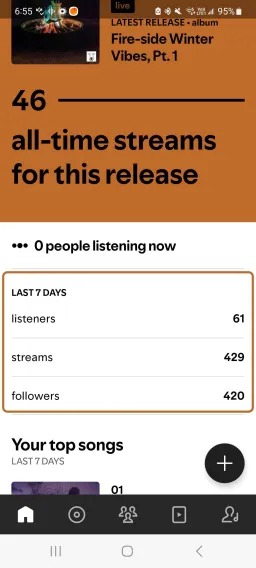 6:55
95%
live
LATEST RELEASE • album
Fire-side Winter
Vibes, Pt. 1
46
all-time streams
for this release
0 people listening now
LAST 7 DAYS
listeners 61
streams 429
followers 420
Your top songs
LAST 7 DAYS
01